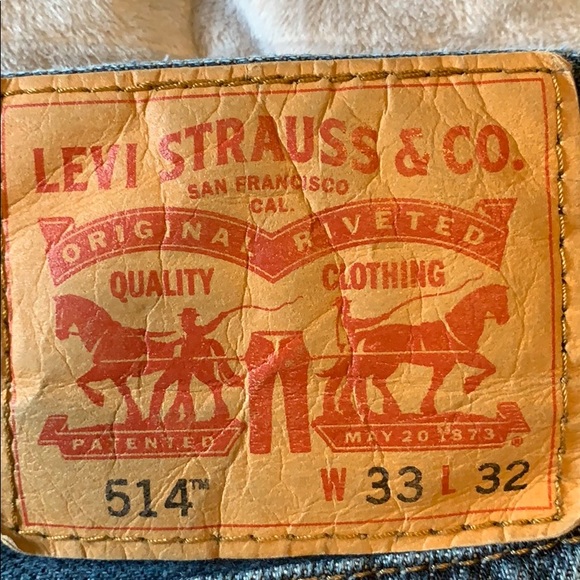 LEVI STRAUSS & CO.
SAN FRANCISCO
CAL.
ORIGINAL RIVETED
QUALITY CLOTHING
PATENTED MAY 20 1873 ®
514™ W 33 L 32